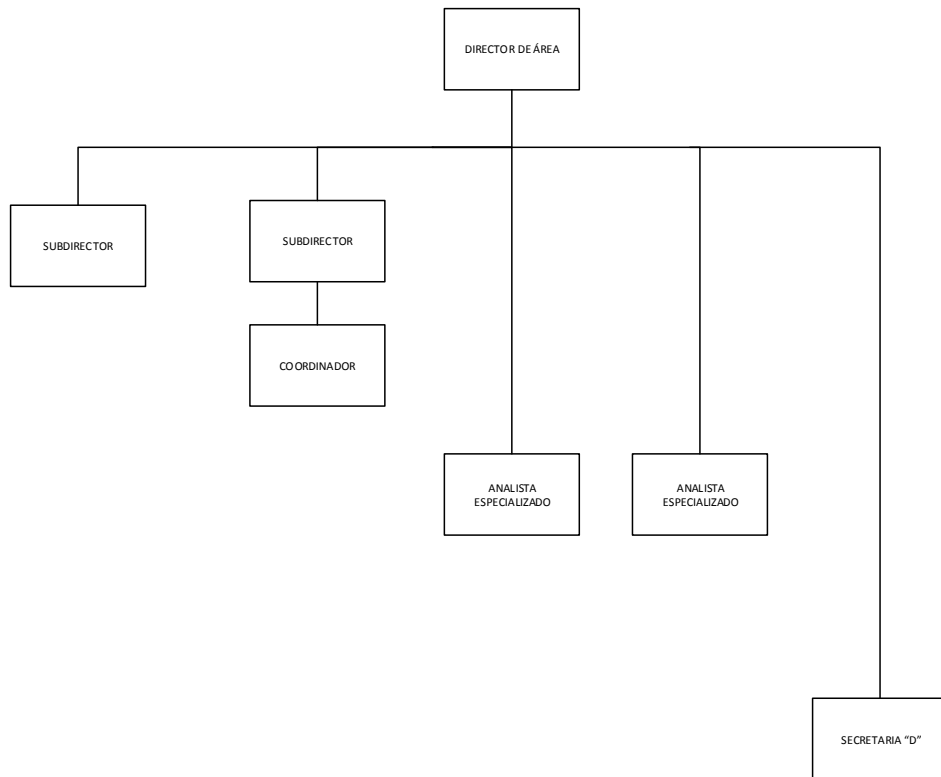 DIRECTOR DE ÁREA
SUBDIRECTOR
SUBDIRECTOR
COORDINADOR
ANALISTA
ESPECIALIZADO
ANALISTA
ESPECIALIZADO
SECRETARIA “D”